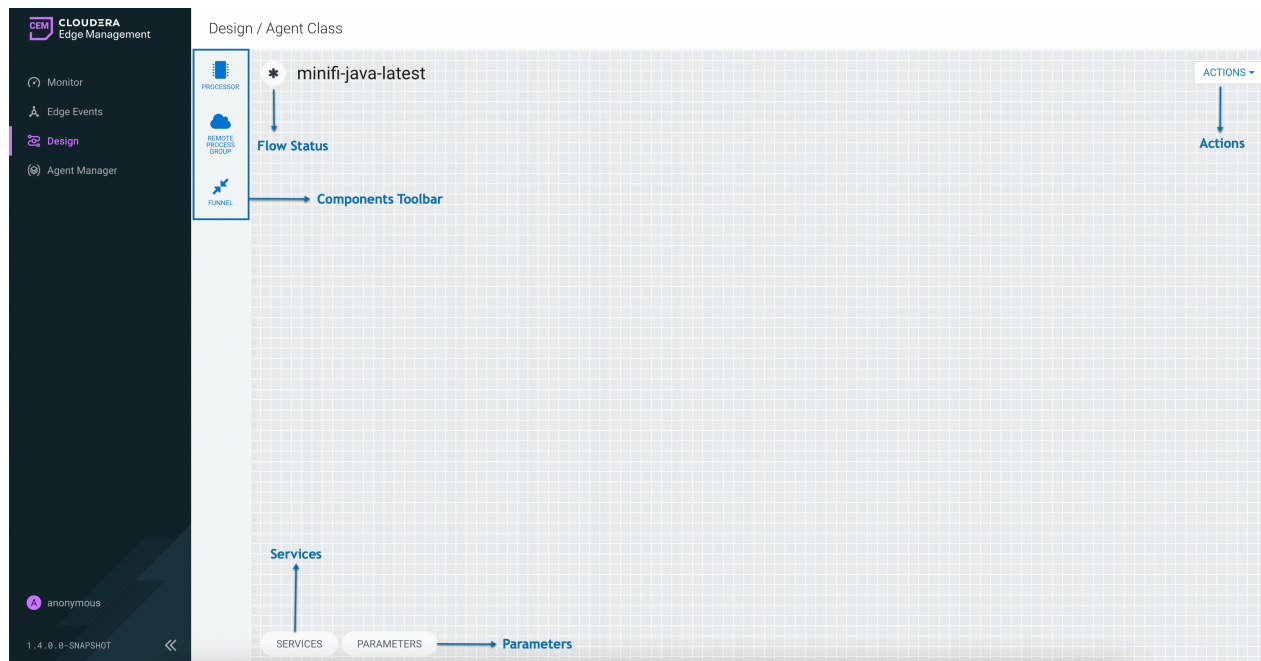 CEM CLOUDERA
Edge Management
Design / Agent Class
Monitor
Edge Events
Design
Agent Manager
PROCESSOR
REMOTE
PROCESS
GROUP
FUNNEL
minifi-java-latest
ACTIONS
Flow Status
Actions
Components Toolbar
Services
A anonymous
1.4.0.0-SNAPSHOT
SERVICES
PARAMETERS
Parameters